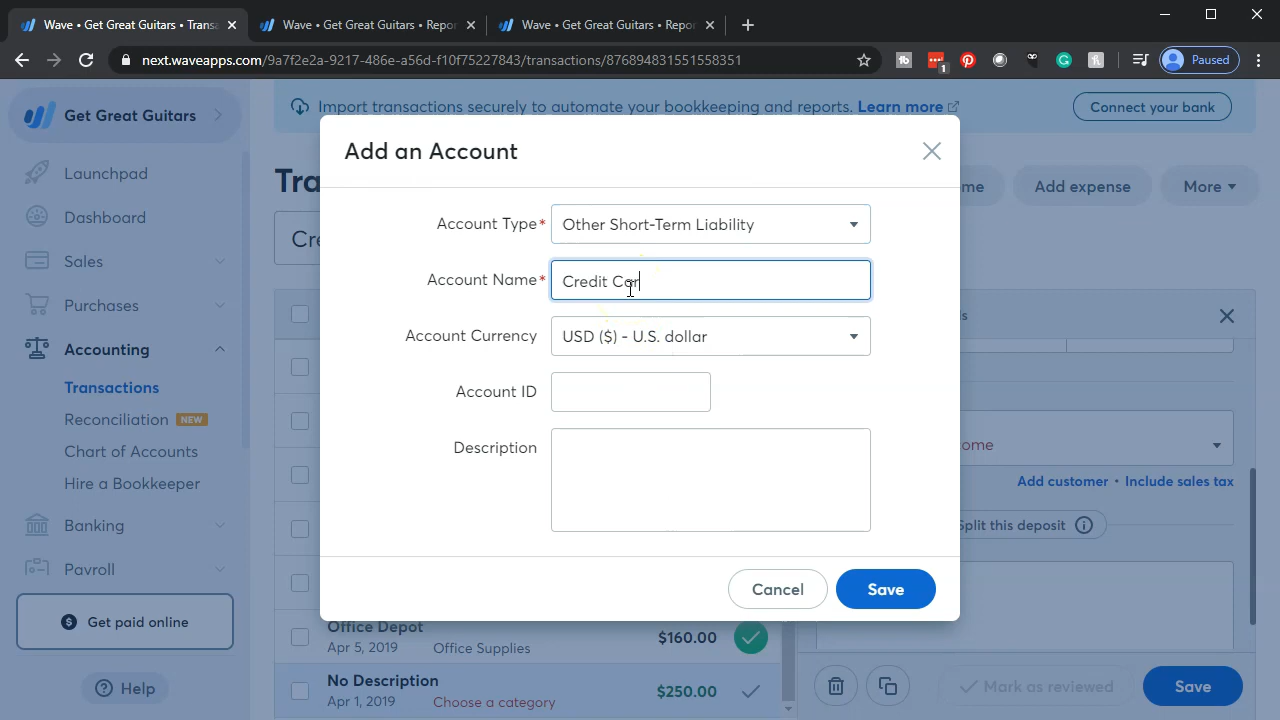 Wave • Get Great Guitars • Transa
Wave • Get Great Guitars • Repor
Wave • Get Great Guitars • Repor
next.waveapps.com/9a7f2e2a-9217-486e-a56d-f10f75227843/transactions/876894831551558351
1
Paused
Get Great Guitars
Import transactions securely to automate your bookkeeping and reports. Learn more
Connect your bank
Launchpad
Dashboard
Sales
Purchases
Accounting
Transactions
Reconciliation NEW
Chart of Accounts
Hire a Bookkeeper
Banking
Payroll
Get paid online
Help
Tra
me
Add expense
More
Cre
Add an Account
Account Type* Other Short-Term Liability
Account Name* Credit Car
Account Currency USD ($) - U.S. dollar
Account ID
Description
Cancel
Save
s
ome
Add customer • Include sales tax
Split this deposit
Office Depot
$160.00
Apr 5, 2019 Office Supplies
No Description
$250.00
Apr 1, 2019 Choose a category
Mark as reviewed
Save